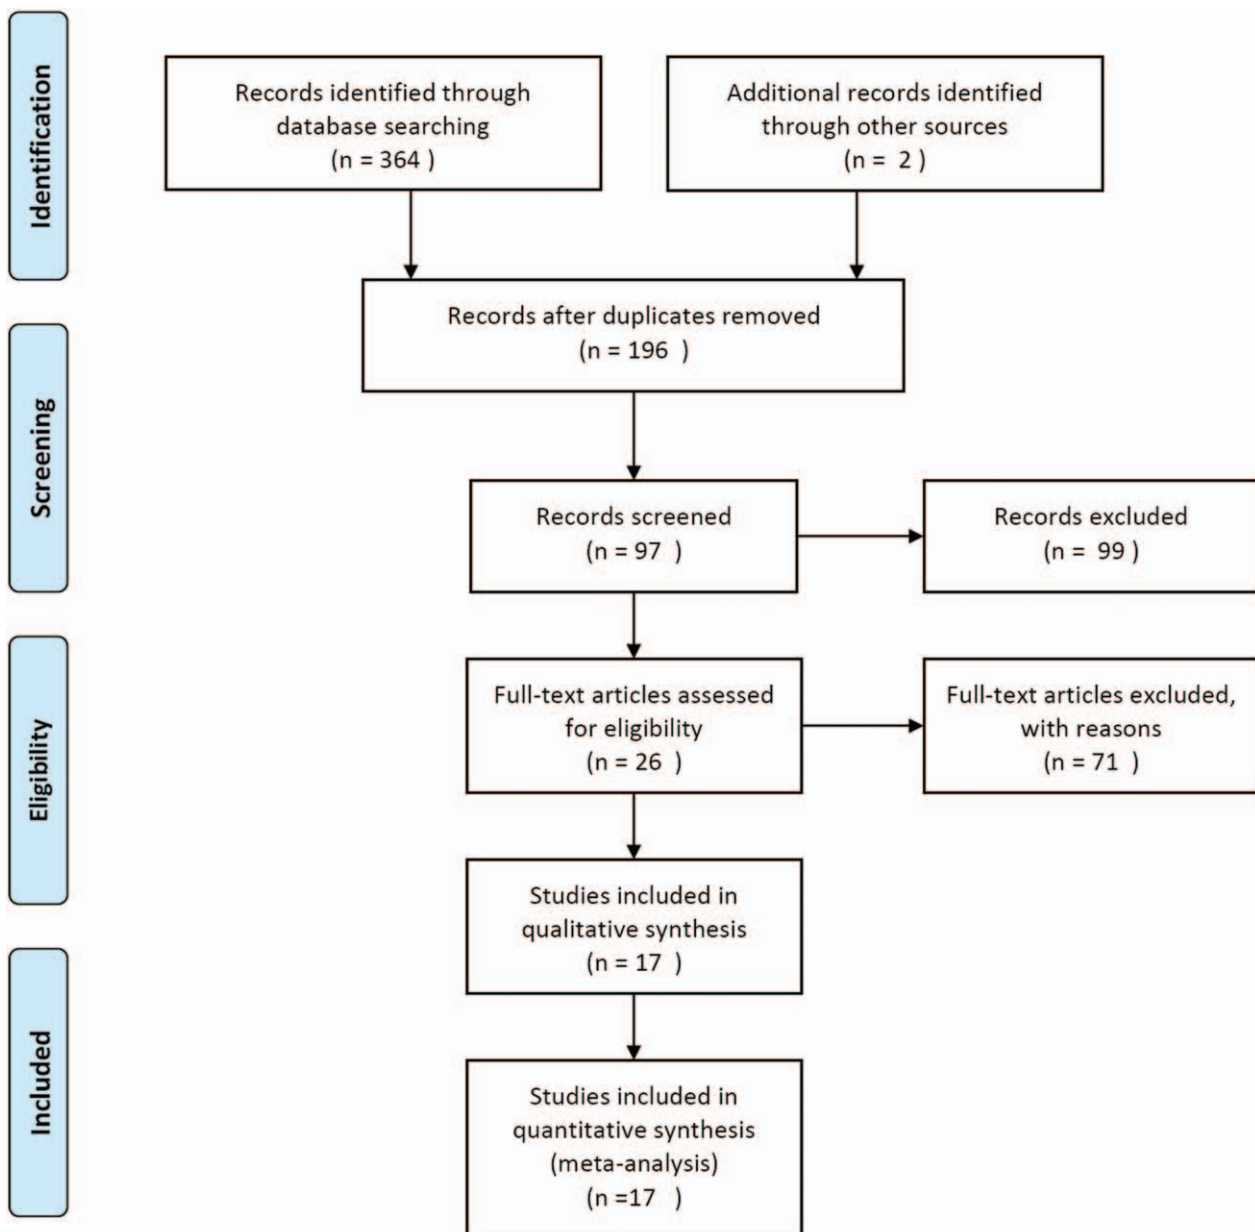 Identification
Records identified through
database searching
(n = 364 )
Additional records identified
through other sources
(n = 2 )
Records after duplicates removed
(n = 196 )
Screening
Records screened
(n = 97 )
Records excluded
(n = 99 )
Eligibility
Full-text articles assessed
for eligibility
(n = 26 )
Full-text articles excluded,
with reasons
(n = 71 )
Studies included in
qualitative synthesis
(n = 17 )
Included
Studies included in
quantitative synthesis
(meta-analysis)
(n =17 )